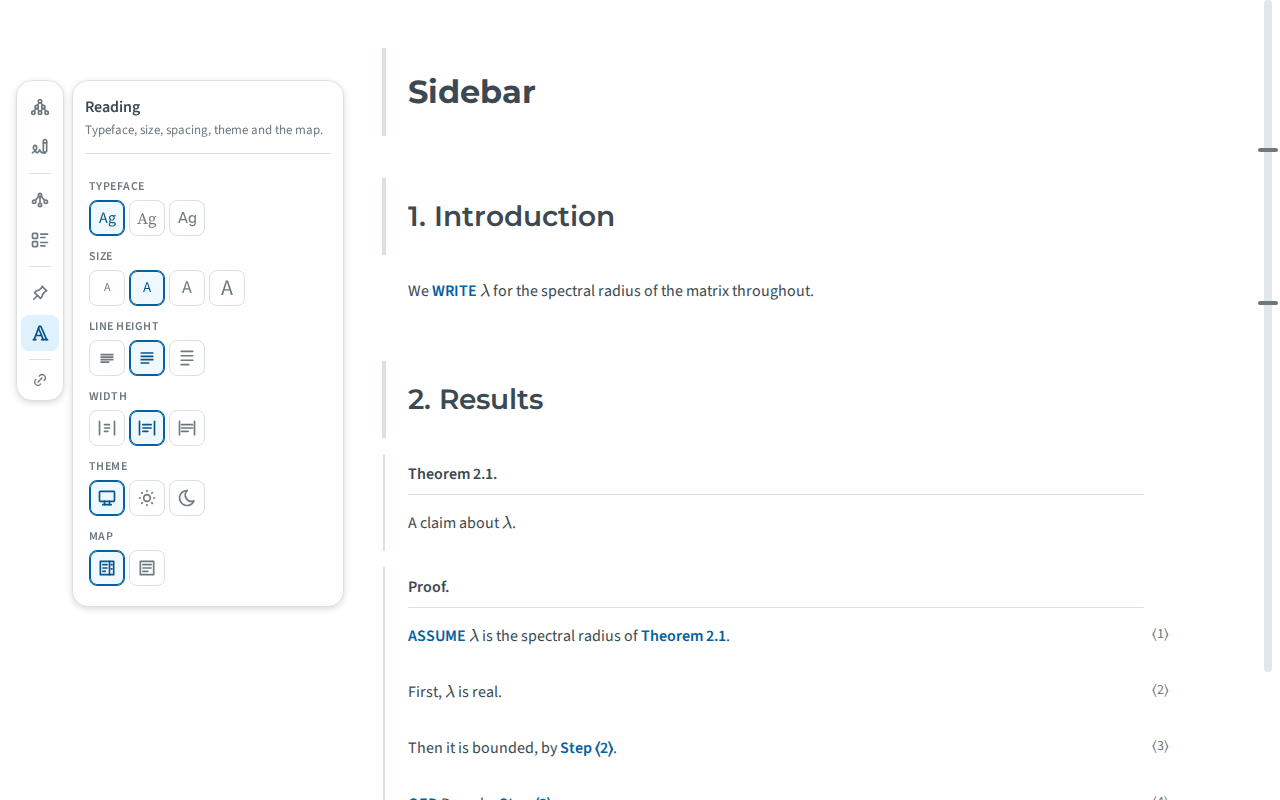 Reading
Typeface, size, spacing, theme and the map.
TYPEFACE
Ag Ag Ag
SIZE
A A A A
LINE HEIGHT
WIDTH
THEME
MAP
Sidebar
1. Introduction
We WRITE λ for the spectral radius of the matrix throughout.
2. Results
Theorem 2.1.
A claim about λ.
Proof.
ASSUME λ is the spectral radius of Theorem 2.1. ⟨1⟩
First, λ is real. ⟨2⟩
Then it is bounded, by Step ⟨2⟩. ⟨3⟩